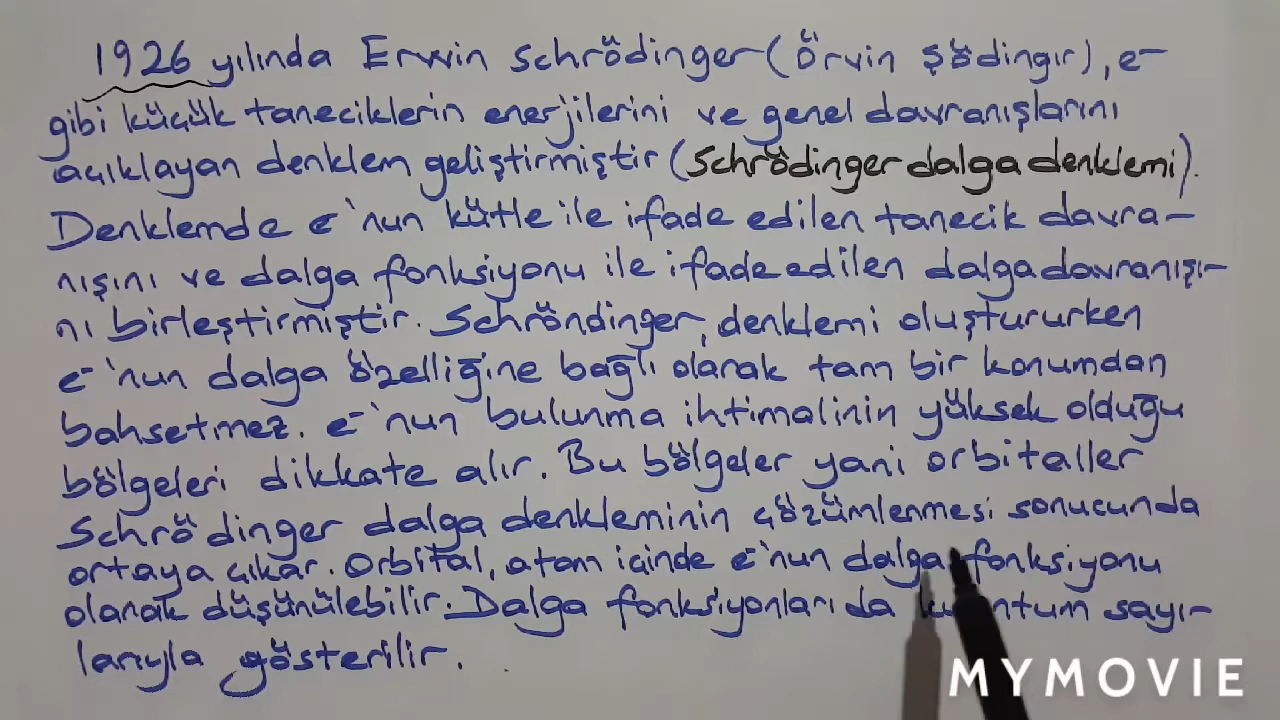 1926 yılında Erwin Schrödinger (Örvin Şödingır), e-
gibi küçük taneciklerin enerjilerini ve genel davranışlarını
açıklayan denklem geliştirmiştir (Schrödinger dalga denklemi).
Denklemde e-'nun kütle ile ifade edilen tanecik davra-
nışını ve dalga fonksiyonu ile ifade edilen dalga davranışı-
nı birleştirmiştir. Schröndinger, denklemi oluştururken
e-'nun dalga özelliğine bağlı olarak tam bir konumdan
bahsetmez. e-'nun bulunma ihtimalinin yüksek olduğu
bölgeleri dikkate alır. Bu bölgeler yani orbitaller
Schrödinger dalga denkleminin çözümlenmesi sonucunda
ortaya çıkar. Orbital, atom içinde e-'nun dalga fonksiyonu
olarak düşünülebilir. Dalga fonksiyonları da sayı-
larıyla gösterilir.
MYMOVIE